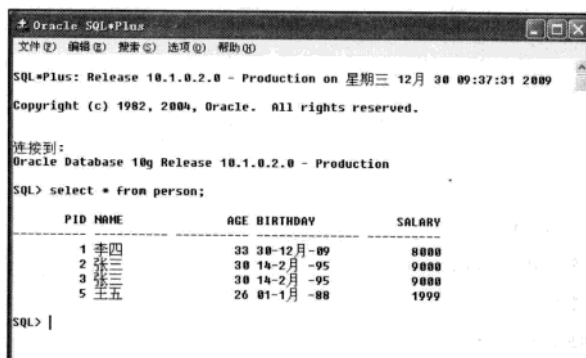 Oracle SQL*Plus
文件(F) 编辑(E) 搜索(S) 选项(O) 帮助(H)
SQL*Plus: Release 10.1.0.2.0 - Production on 星期三 12月 30 09:37:31 2009
Copyright (c) 1982, 2004, Oracle.  All rights reserved.
连接到:
Oracle Database 10g Release 10.1.0.2.0 - Production
SQL> select * from person;
PID NAME AGE BIRTHDAY SALARY
---------- ---------- ---------- ---------- ----------
1 李四 33 30-12月-09 8000
2 张三 30 14-2月 -95 9000
3 张三 30 14-2月 -95 9000
5 王五 26 01-1月 -88 1999
SQL>